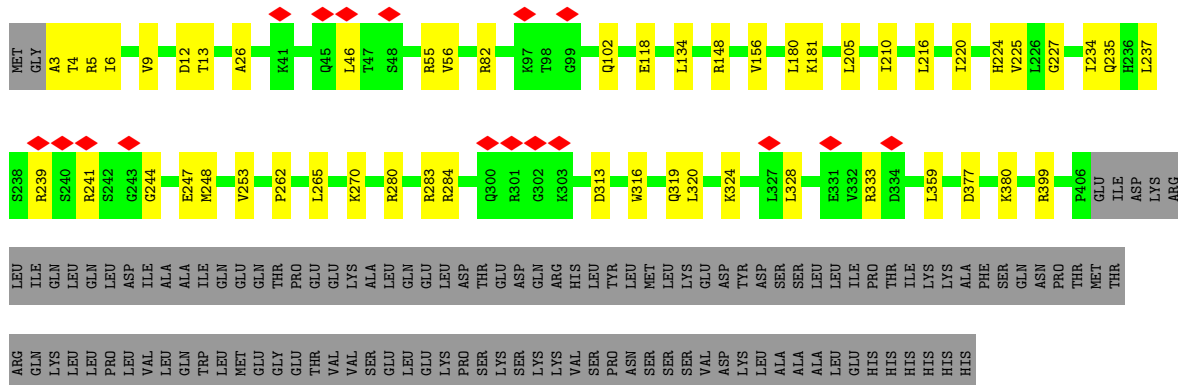 MET GLY A3 T4 R5 I6 V9 D12 T13 A26 K41 Q45 L46 T47 S48 R55 V56 R82 K97 T98 G99 Q102 E118 L134 R148 V156 L180 K181 L205 I210 L216 I220 H224 V225 L226 G227 I234 Q235 H236 L237
S238 R239 S240 R241 S242 G243 G244 E247 M248 V253 P262 L265 K270 R280 R283 R284 Q300 R301 G302 K303 D313 W316 Q319 L320 K324 L327 L328 E331 V332 R333 D334 L359 D377 K380 R399 P406 GLU ILE ASP LYS ARG
LEU ILE GLN LEU GLN LEU ASP ILE ALA ALA ILE GLN GLU GLN THR PRO GLU GLU LYS ALA LEU GLN GLU LEU ASP THR GLU ASP GLN ARG HIS LEU TYR LEU MET LEU LYS GLU ASP TYR ASP SER SER LEU LEU ILE PRO THR ILE LYS LYS ALA PHE SER GLN ASN PRO THR MET THR
ARG GLN LYS LEU LEU PRO LEU VAL LEU GLN TRP LEU MET GLU GLY GLU THR VAL VAL SER GLU LEU GLU LYS PRO SER LYS SER LYS LYS VAL SER PRO ASN SER SER SER VAL ASP LYS LEU ALA ALA ALA LEU GLU HIS HIS HIS HIS HIS HIS